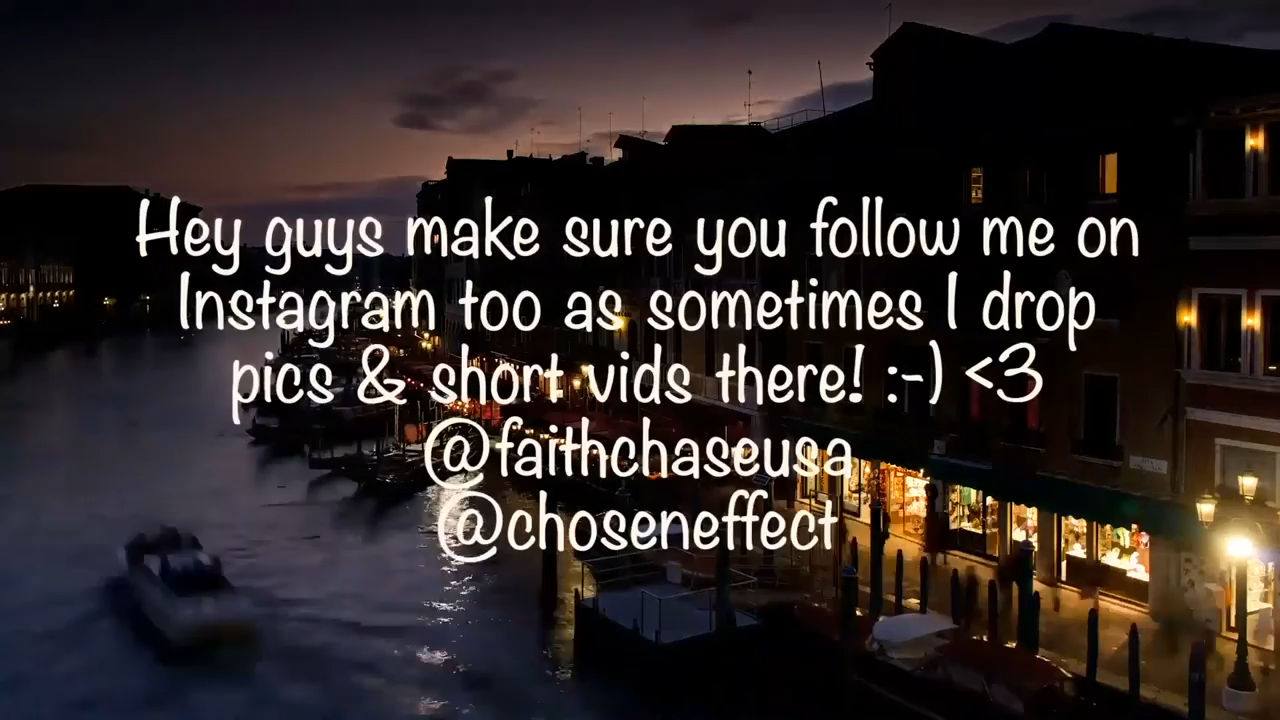 Hey guys make sure you follow me on
Instagram too as sometimes I drop
pics & short vids there! :-) <3
@faithchaseusa
@choseneffect